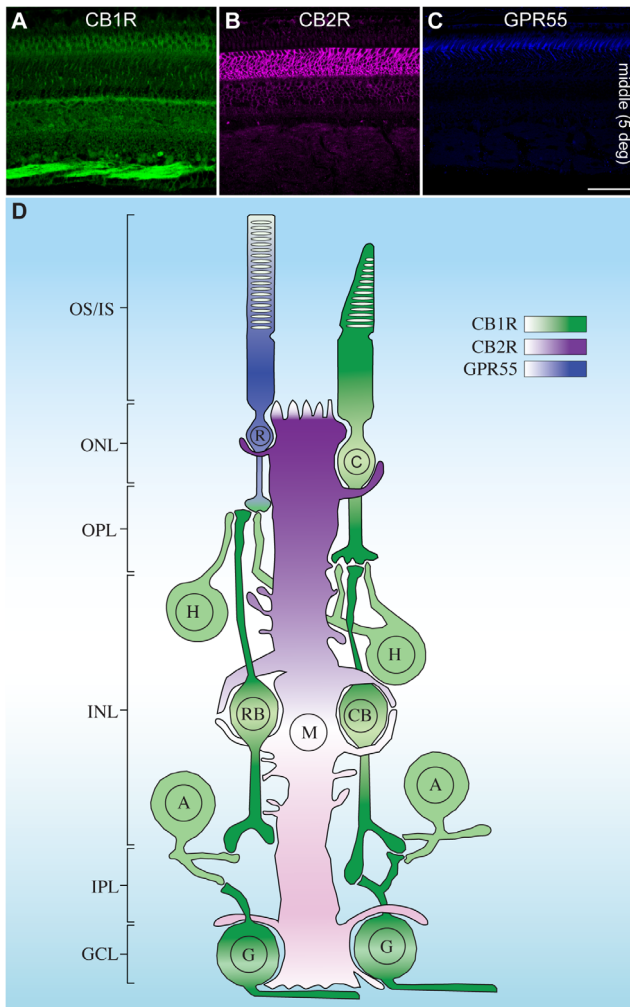 A CB1R
B CB2R
C GPR55
middle (5 deg)
D
OS/IS
CB1R
CB2R
GPR55
ONL
R
C
OPL
H
H
INL
RB
M
CB
A
A
IPL
GCL
G
G